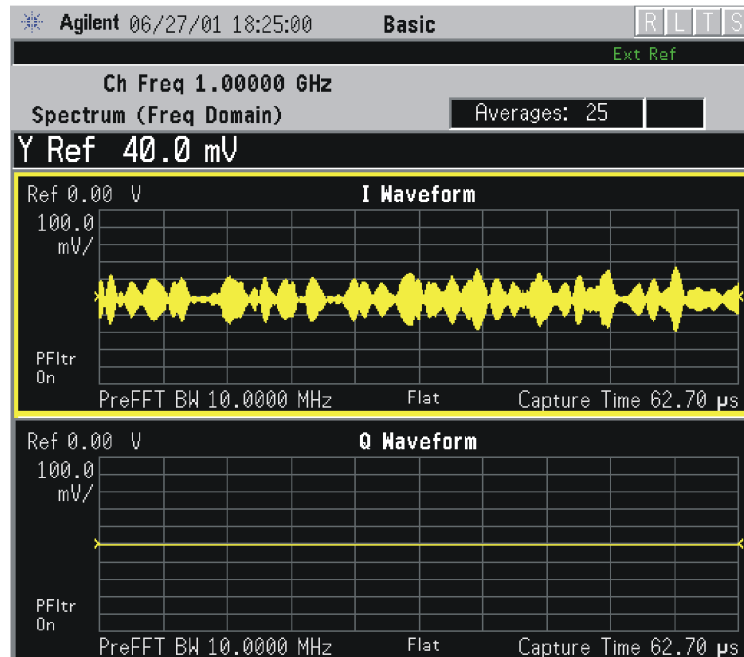 Agilent 06/27/01 18:25:00 Basic R L T S
Ext Ref
Ch Freq 1.00000 GHz
Spectrum (Freq Domain) Averages: 25
Y Ref 40.0 mV
Ref 0.00 V I Waveform
100.0
mV/
PFltr
On
PreFFT BW 10.0000 MHz Flat Capture Time 62.70 µs
Ref 0.00 V Q Waveform
100.0
mV/
PFltr
On
PreFFT BW 10.0000 MHz Flat Capture Time 62.70 µs